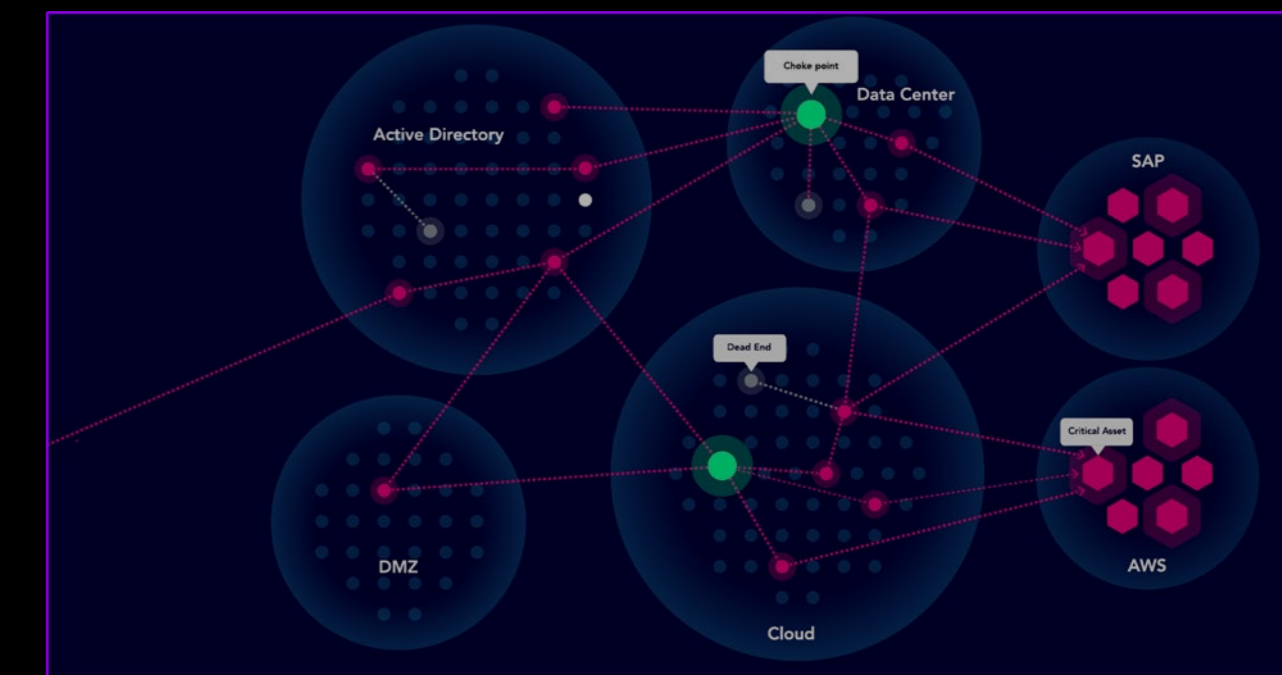 Choke point
Data Center
Active Directory
SAP
Dead End
Critical Asset
DMZ
AWS
Cloud